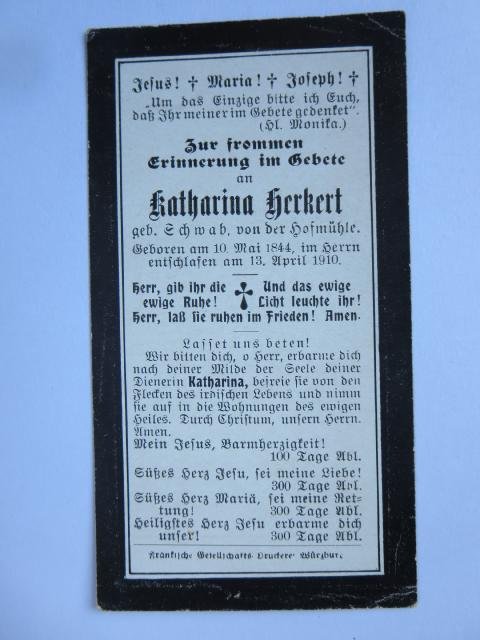 Jesus! † Maria! † Joseph! †
„Um das Einzige bitte ich Euch,
daß Ihr meiner im Gebete gedenket“.
(Hl. Monika.)
Zur frommen
Erinnerung im Gebete
an
Katharina Herkert
geb. Schwab, von der Hofmühle.
Geboren am 10. Mai 1844, im Herrn
entschlafen am 13. April 1910.
Herr, gib ihr die ewige Ruhe! † Und das ewige Licht leuchte ihr!
Herr, laß sie ruhen im Frieden! Amen.
Lasset uns beten!
Wir bitten dich, o Herr, erbarme dich
nach deiner Milde der Seele deiner
Dienerin Katharina, befreie sie von den
Flecken des irdischen Lebens und nimm
sie auf in die Wohnungen des ewigen
Heiles. Durch Christum, unsern Herrn.
Amen.
Mein Jesus, Barmherzigkeit!
100 Tage Abl.
Süßes Herz Jesu, sei meine Liebe!
300 Tage Abl.
Süßes Herz Mariä, sei meine Ret-
tung! 300 Tage Abl.
Heiligstes Herz Jesu erbarme dich
unser! 300 Tage Abl.
Fränkische Gesellschafts-Druckerei Würzburg.